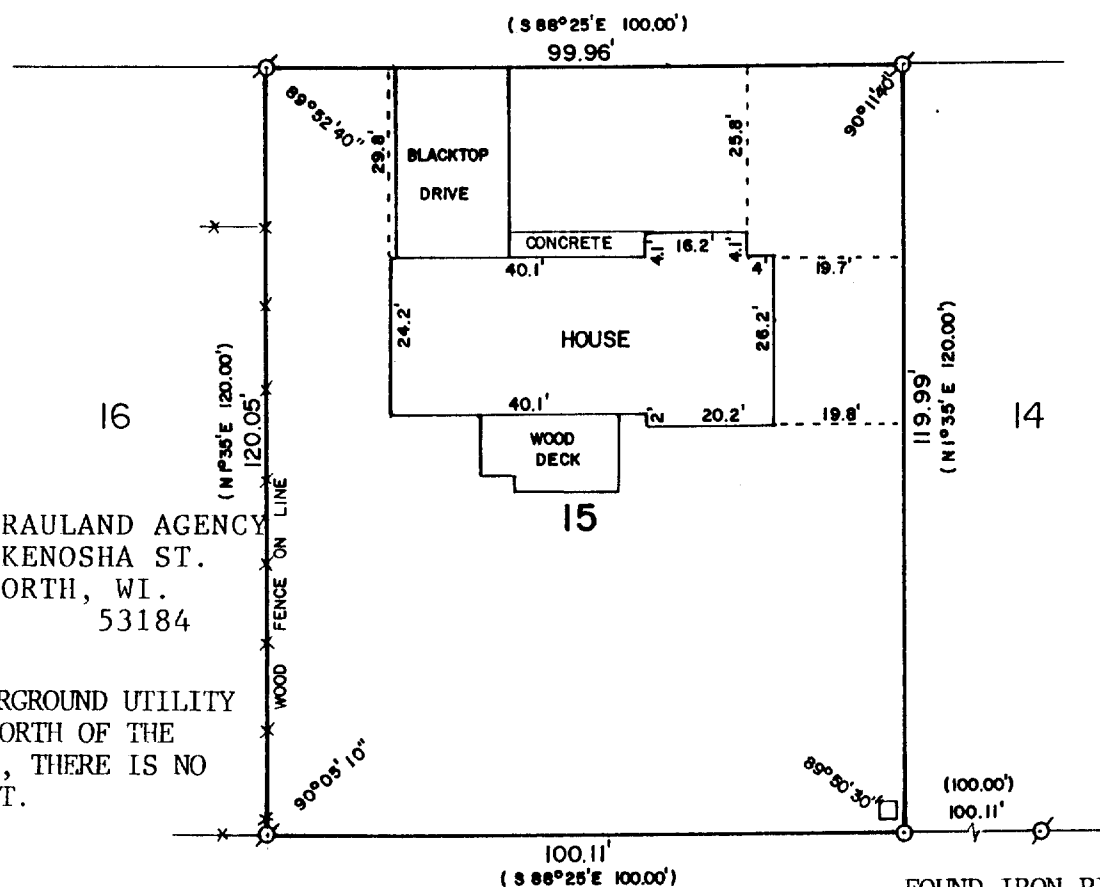 ( S 88° 25' E 100.00' )
99.96'
89° 52' 40"
90° 11' 40"
29.8'
BLACKTOP
DRIVE
25.8'
CONCRETE
4.1'
16.2'
4.1'
40.1'
4'
19.7'
24.2'
HOUSE
26.2'
16
( N 1° 35' E 120.00' )
120.05'
40.1'
2'
20.2'
19.8'
119.99'
( N 1° 35' E 120.00' )
14
WOOD
DECK
15
RAULAND AGENCY
KENOSHA ST.
ORTH, WI.
53184
WOOD FENCE ON LINE
RGROUND UTILITY
ORTH OF THE
, THERE IS NO
T.
90° 05' 10"
89° 50' 30"
(100.00')
100.11'
100.11'
( S 88° 25' E 100.00' )
FOUND IRON